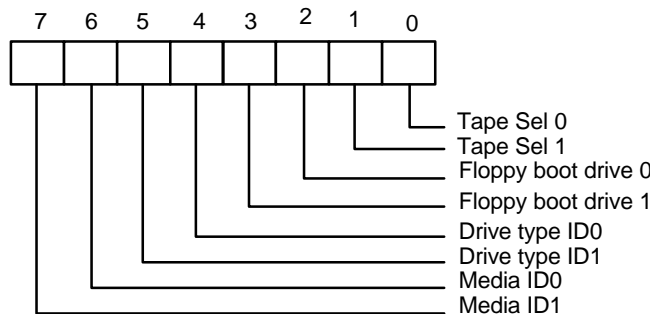 7 6 5 4 3 2 1 0
Tape Sel 0
Tape Sel 1
Floppy boot drive 0
Floppy boot drive 1
Drive type ID0
Drive type ID1
Media ID0
Media ID1